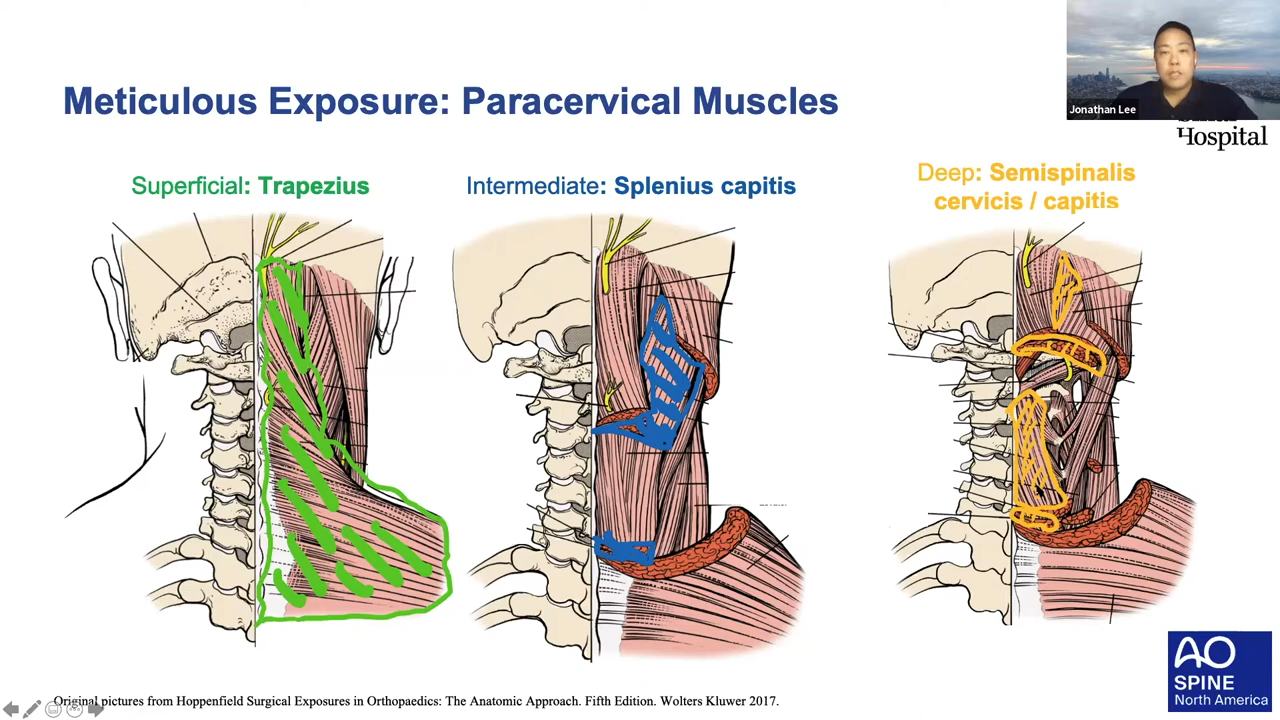 Jonathan Lee
Hospital
Meticulous Exposure: Paracervical Muscles
Superficial: Trapezius
Intermediate: Splenius capitis
Deep: Semispinalis
cervicis / capitis
Original pictures from Hoppenfield Surgical Exposures in Orthopaedics: The Anatomic Approach. Fifth Edition. Wolters Kluwer 2017.
AO
SPINE
North America